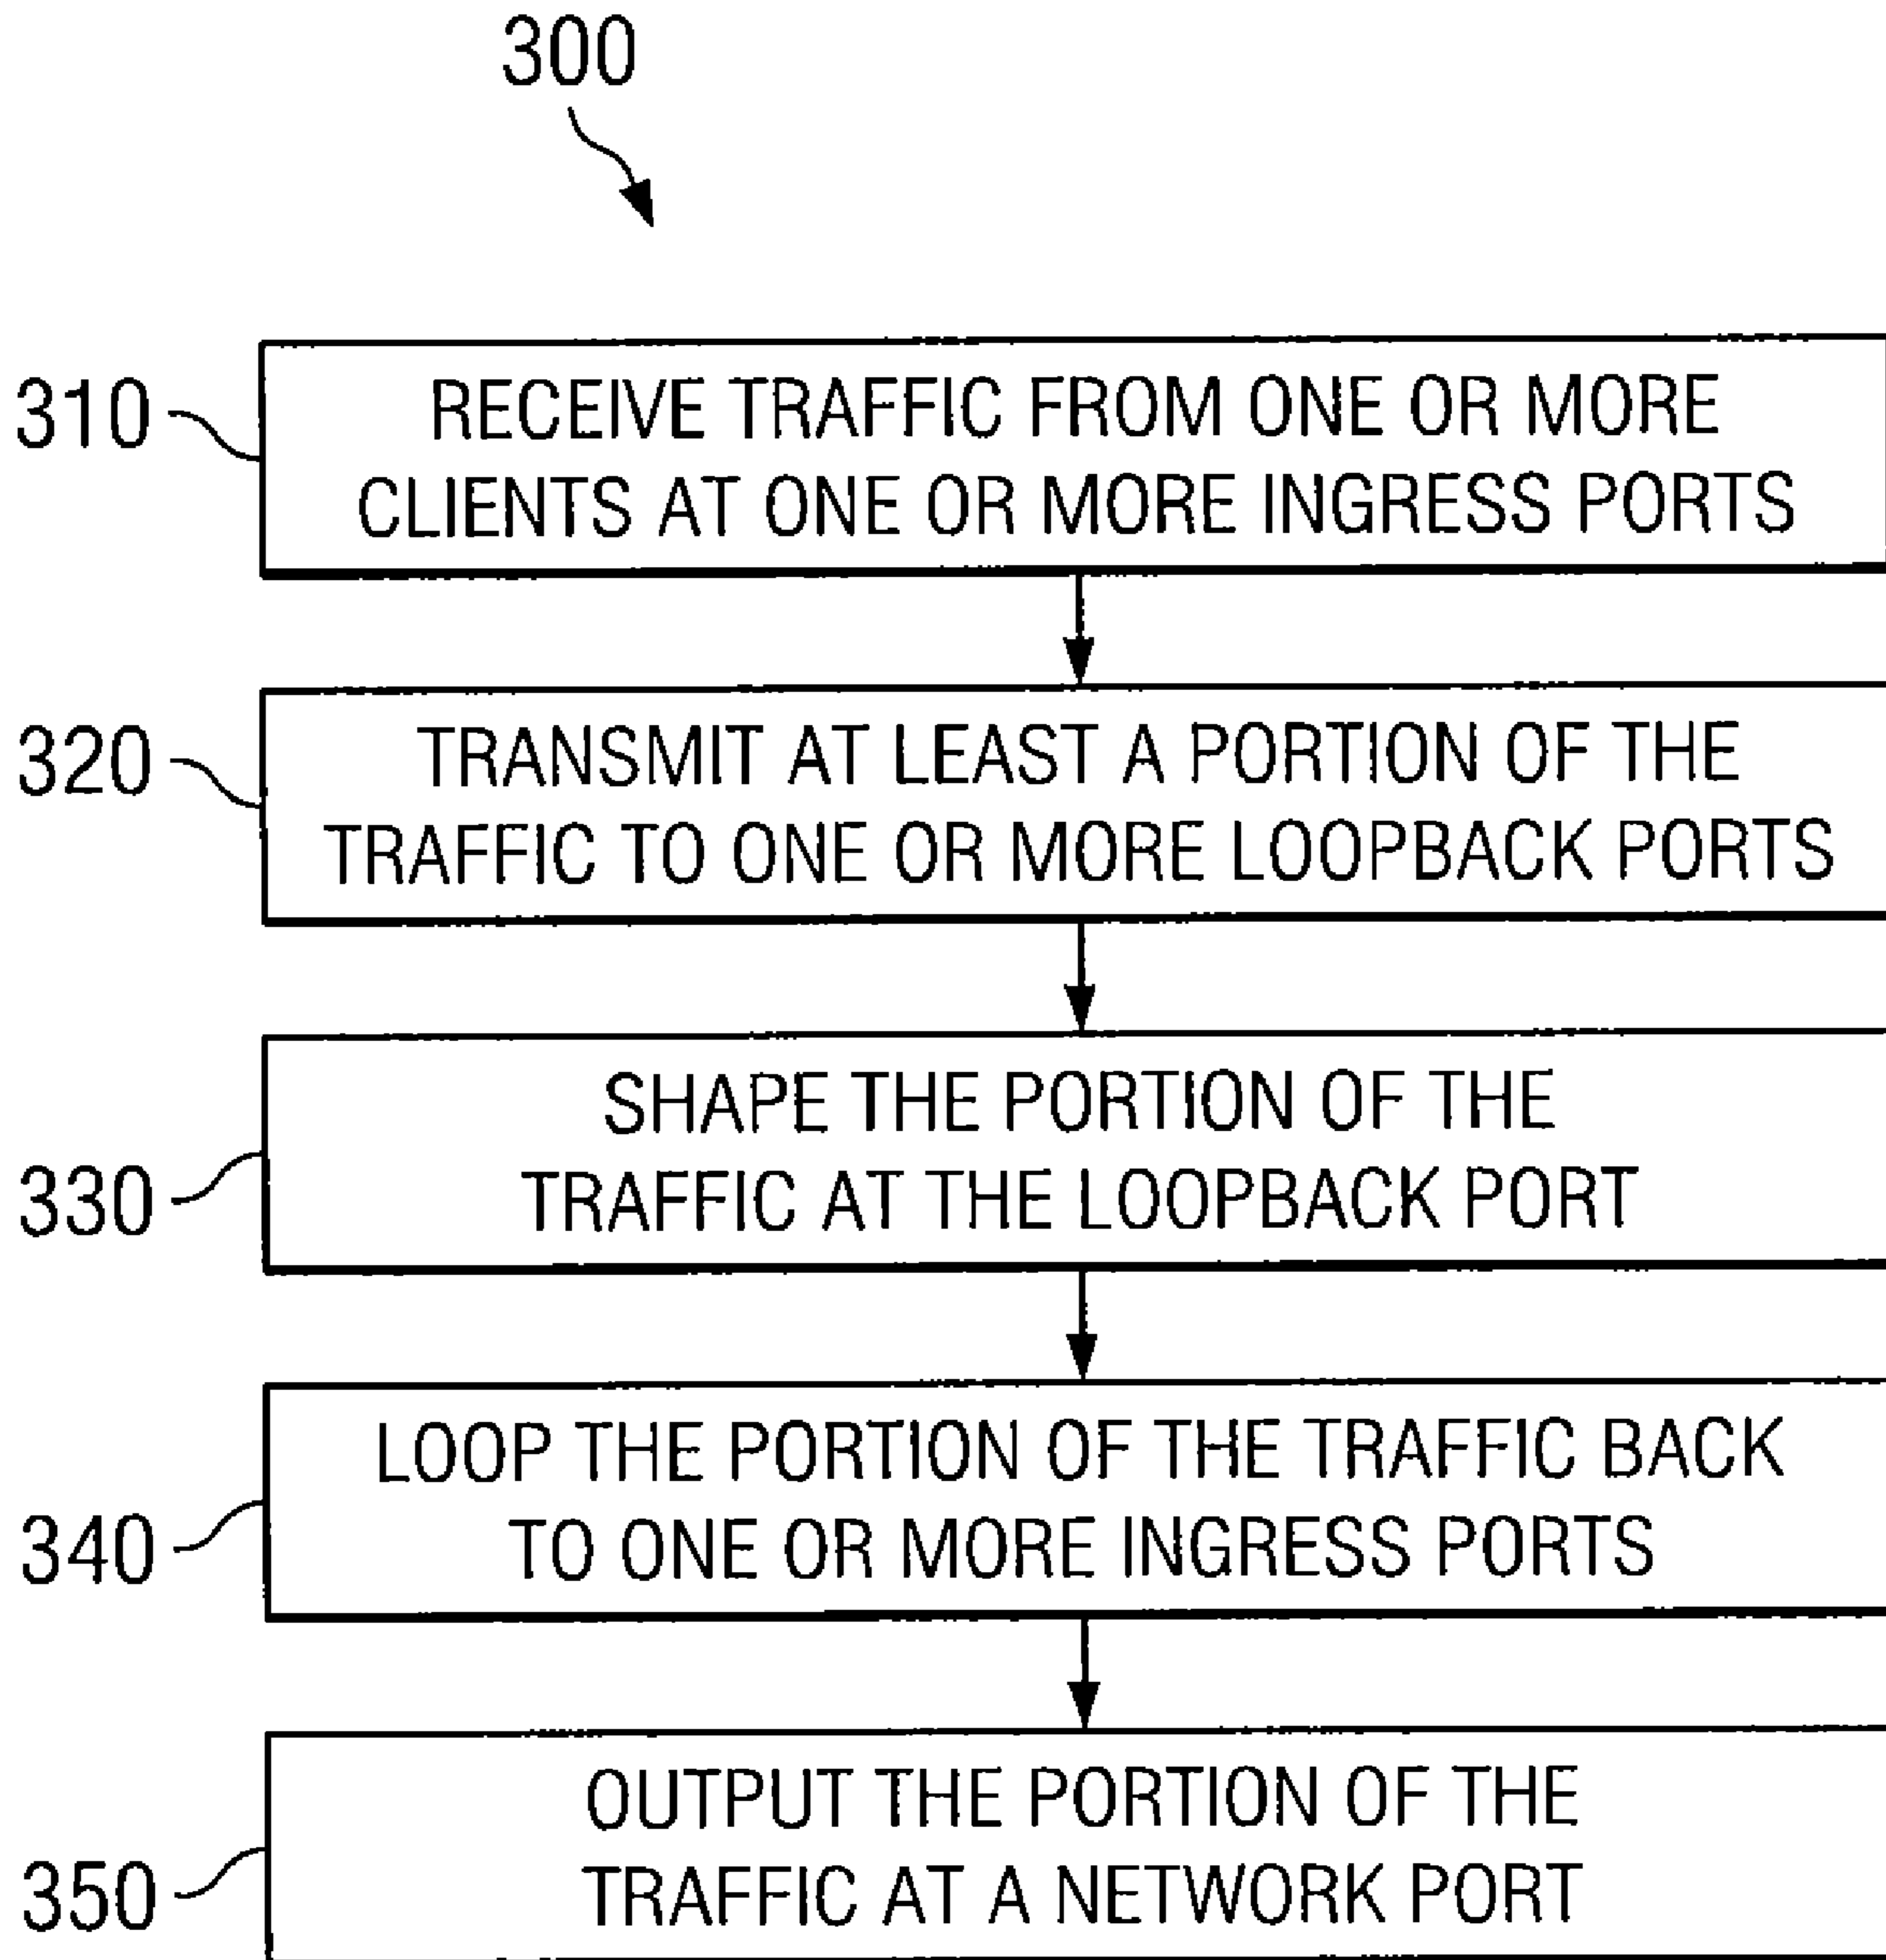 300
310
RECEIVE TRAFFIC FROM ONE OR MORE
CLIENTS AT ONE OR MORE INGRESS PORTS
320
TRANSMIT AT LEAST A PORTION OF THE
TRAFFIC TO ONE OR MORE LOOPBACK PORTS
330
SHAPE THE PORTION OF THE
TRAFFIC AT THE LOOPBACK PORT
340
LOOP THE PORTION OF THE TRAFFIC BACK
TO ONE OR MORE INGRESS PORTS
350
OUTPUT THE PORTION OF THE
TRAFFIC AT A NETWORK PORT